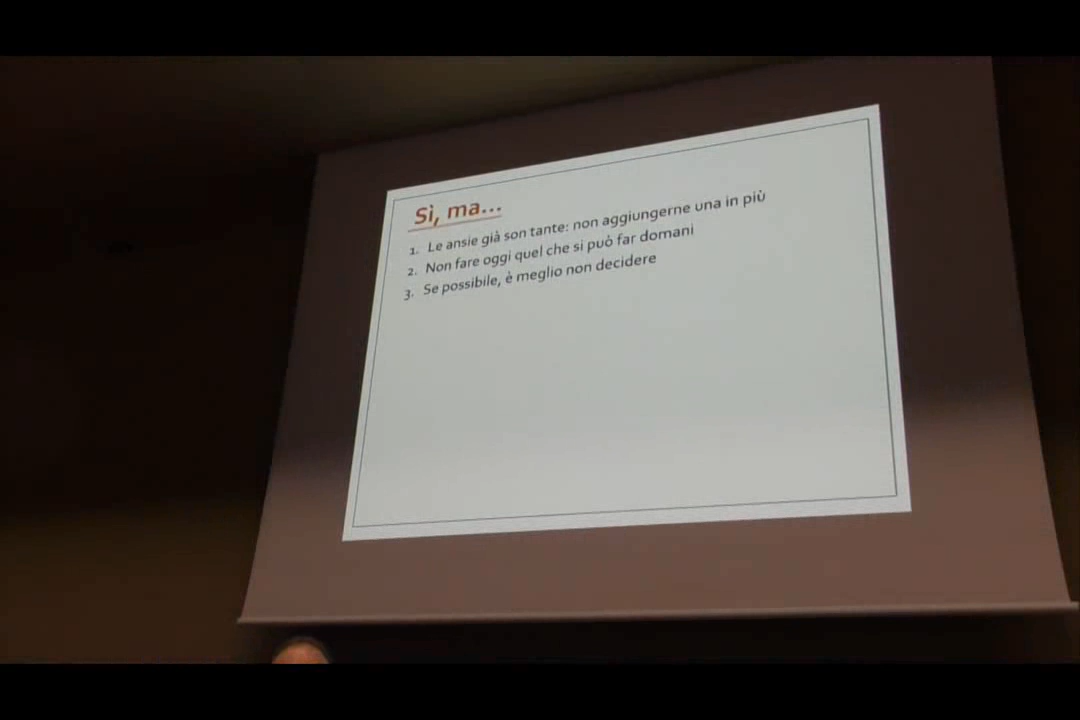 Sì, ma...
1. Le ansie già son tante: non aggiungerne una in più
2. Non fare oggi quel che si può far domani
3. Se possibile, è meglio non decidere